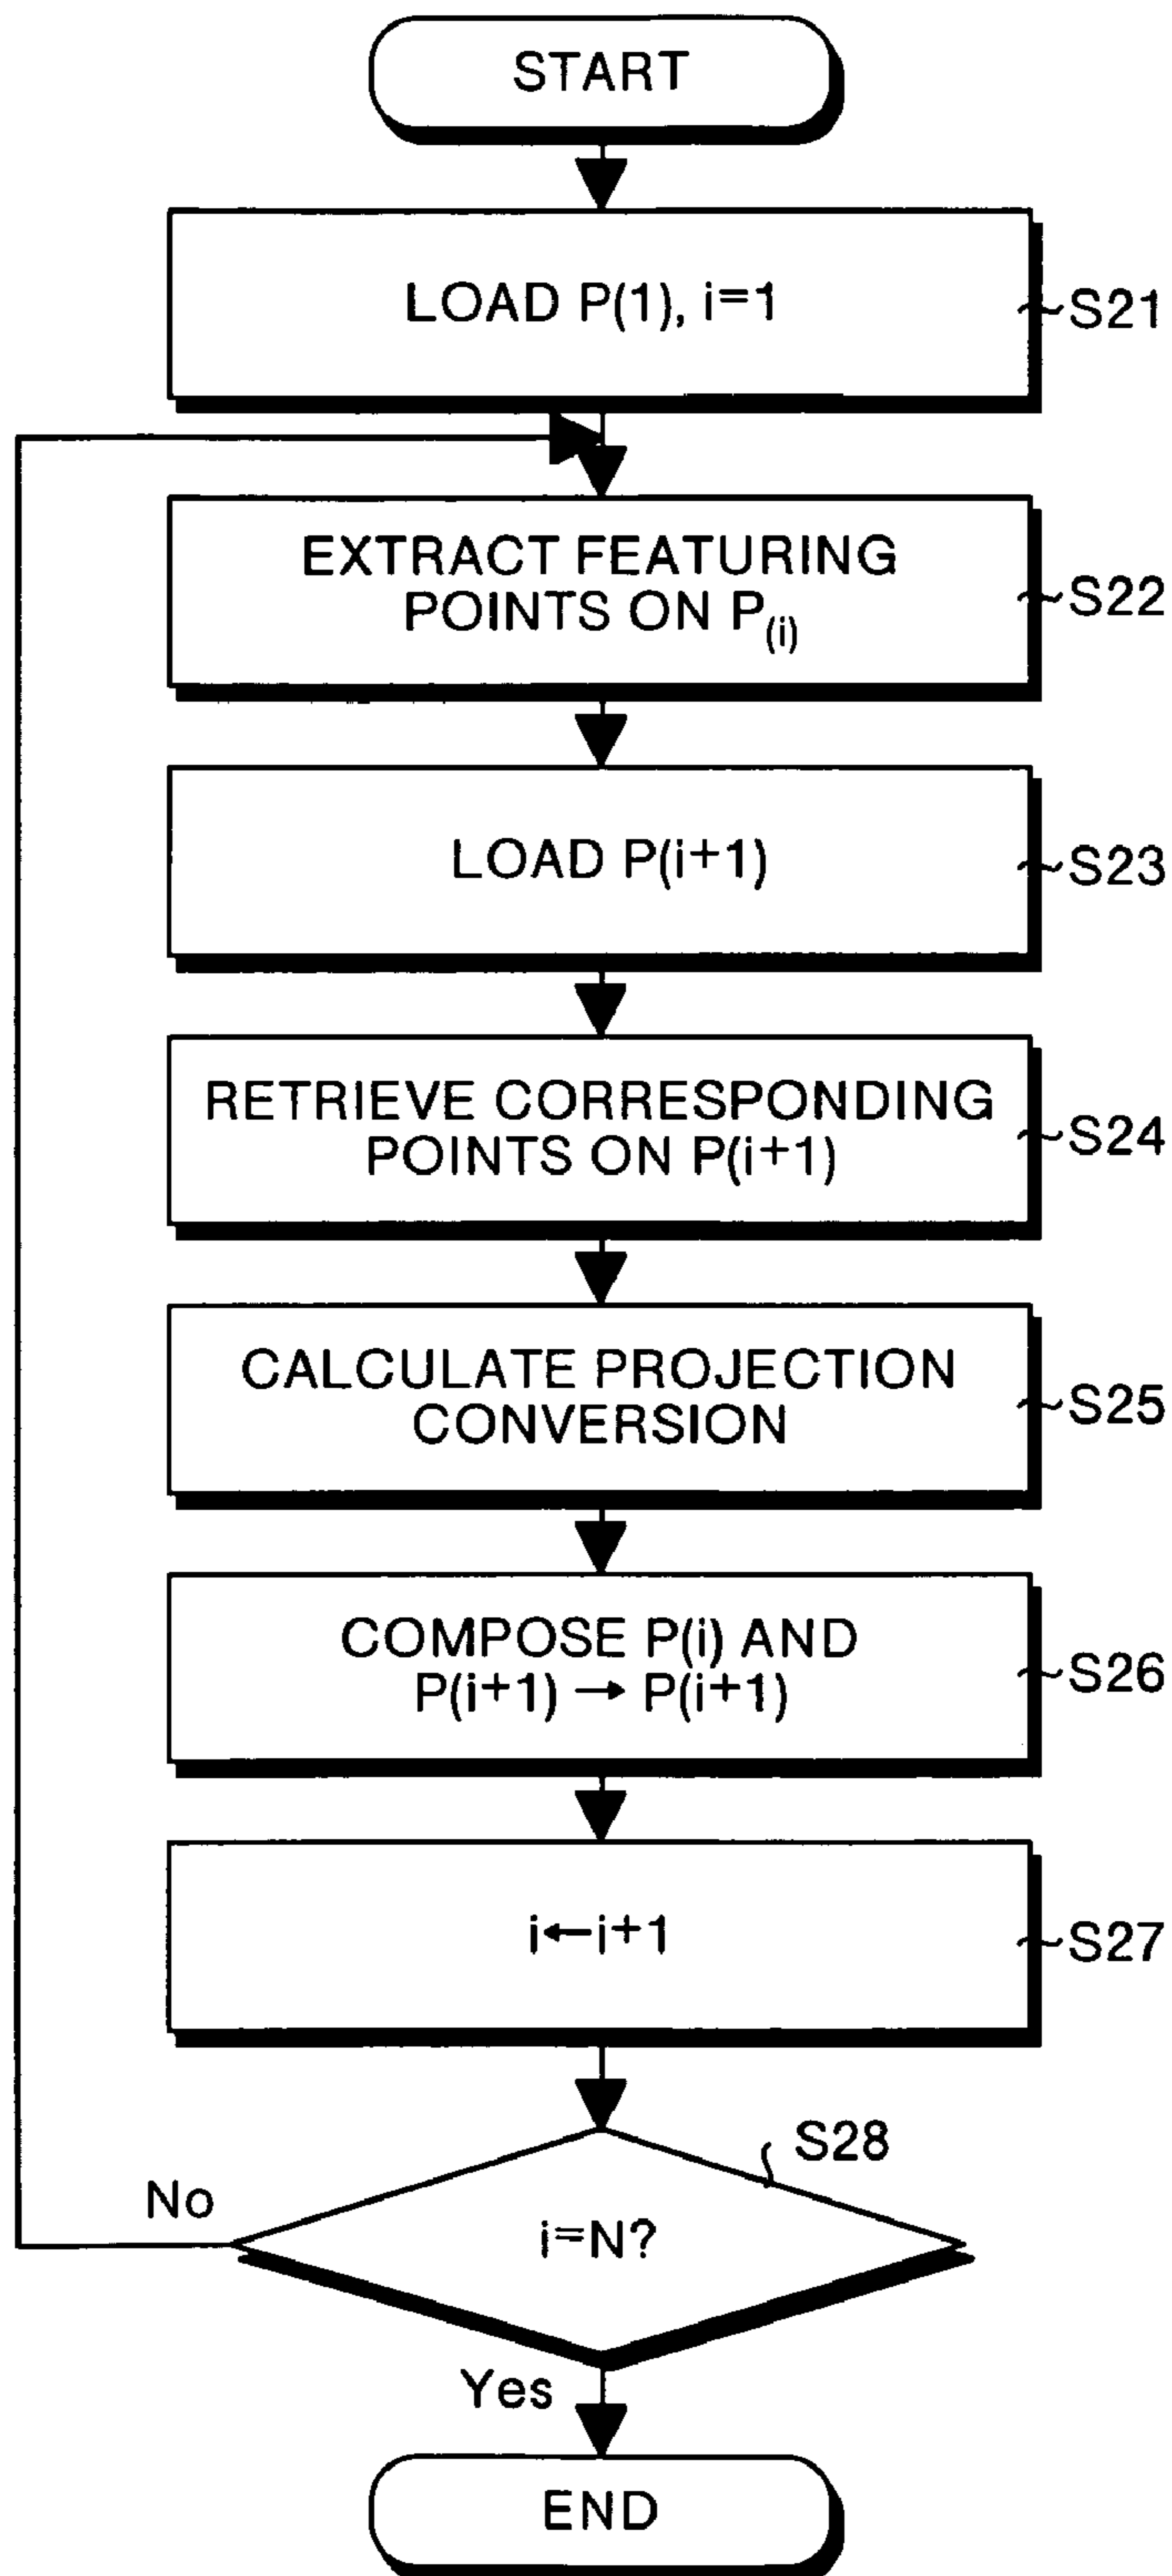 START
LOAD P(1), i=1
S21
EXTRACT FEATURING
POINTS ON P(i)
S22
LOAD P(i+1)
S23
RETRIEVE CORRESPONDING
POINTS ON P(i+1)
S24
CALCULATE PROJECTION
CONVERSION
S25
COMPOSE P(i) AND
P(i+1) → P(i+1)
S26
i←i+1
S27
S28
No
i=N?
Yes
END